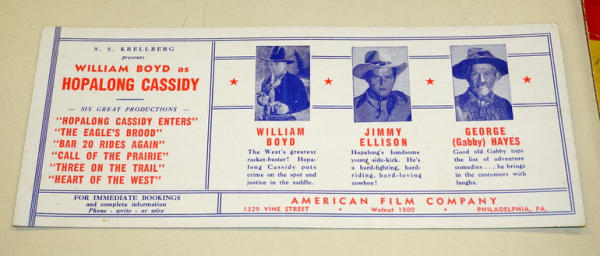 S. S. KRELLBERG
presents
WILLIAM BOYD as
HOPALONG CASSIDY
— SIX GREAT PRODUCTIONS —
"HOPALONG CASSIDY ENTERS"
"THE EAGLE'S BROOD"
"BAR 20 RIDES AGAIN"
"CALL OF THE PRAIRIE"
"THREE ON THE TRAIL"
"HEART OF THE WEST"
WILLIAM
BOYD
The West's greatest
racket-buster! Hopa-
long Cassidy puts
crime on the spot and
justice in the saddle.
JIMMY
ELLISON
Hopalong's handsome
young side-kick. He's
a hard-fighting, hard-
riding, hard-loving
cowboy!
GEORGE
(Gabby) HAYES
Good old Gabby tops
the list of adventure
comedies . . . he brings
in the customers with
laughs.
FOR IMMEDIATE BOOKINGS
and complete information
Phone - write - or wire
AMERICAN FILM COMPANY
1329 VINE STREET • Walnut 1800 • PHILADELPHIA, PA.